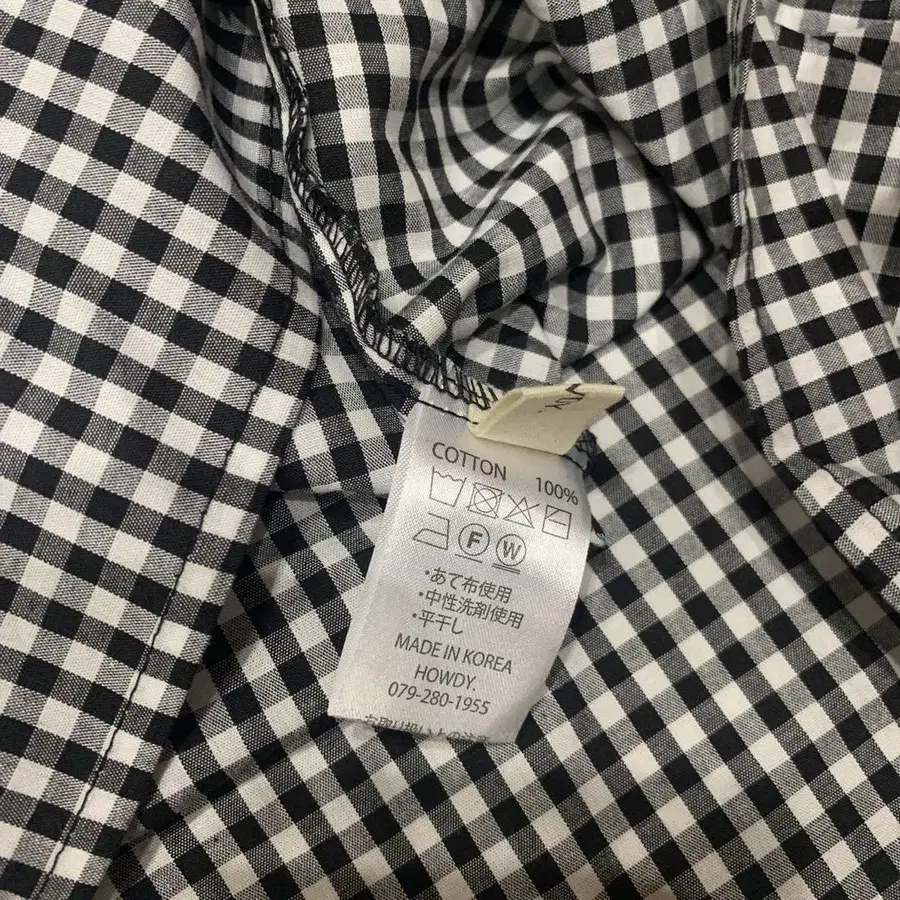 COTTON 100%
F W
・あて布使用
・中性洗剤使用
・平干し
MADE IN KOREA
HOWDY.
079-280-1955